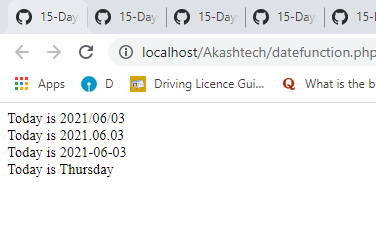 15-Day 15-Day 15-Day 15-Day 15-
localhost/Akashtech/datefunction.php
Apps D Driving Licence Gui... What is the b
Today is 2021/06/03
Today is 2021.06.03
Today is 2021-06-03
Today is Thursday